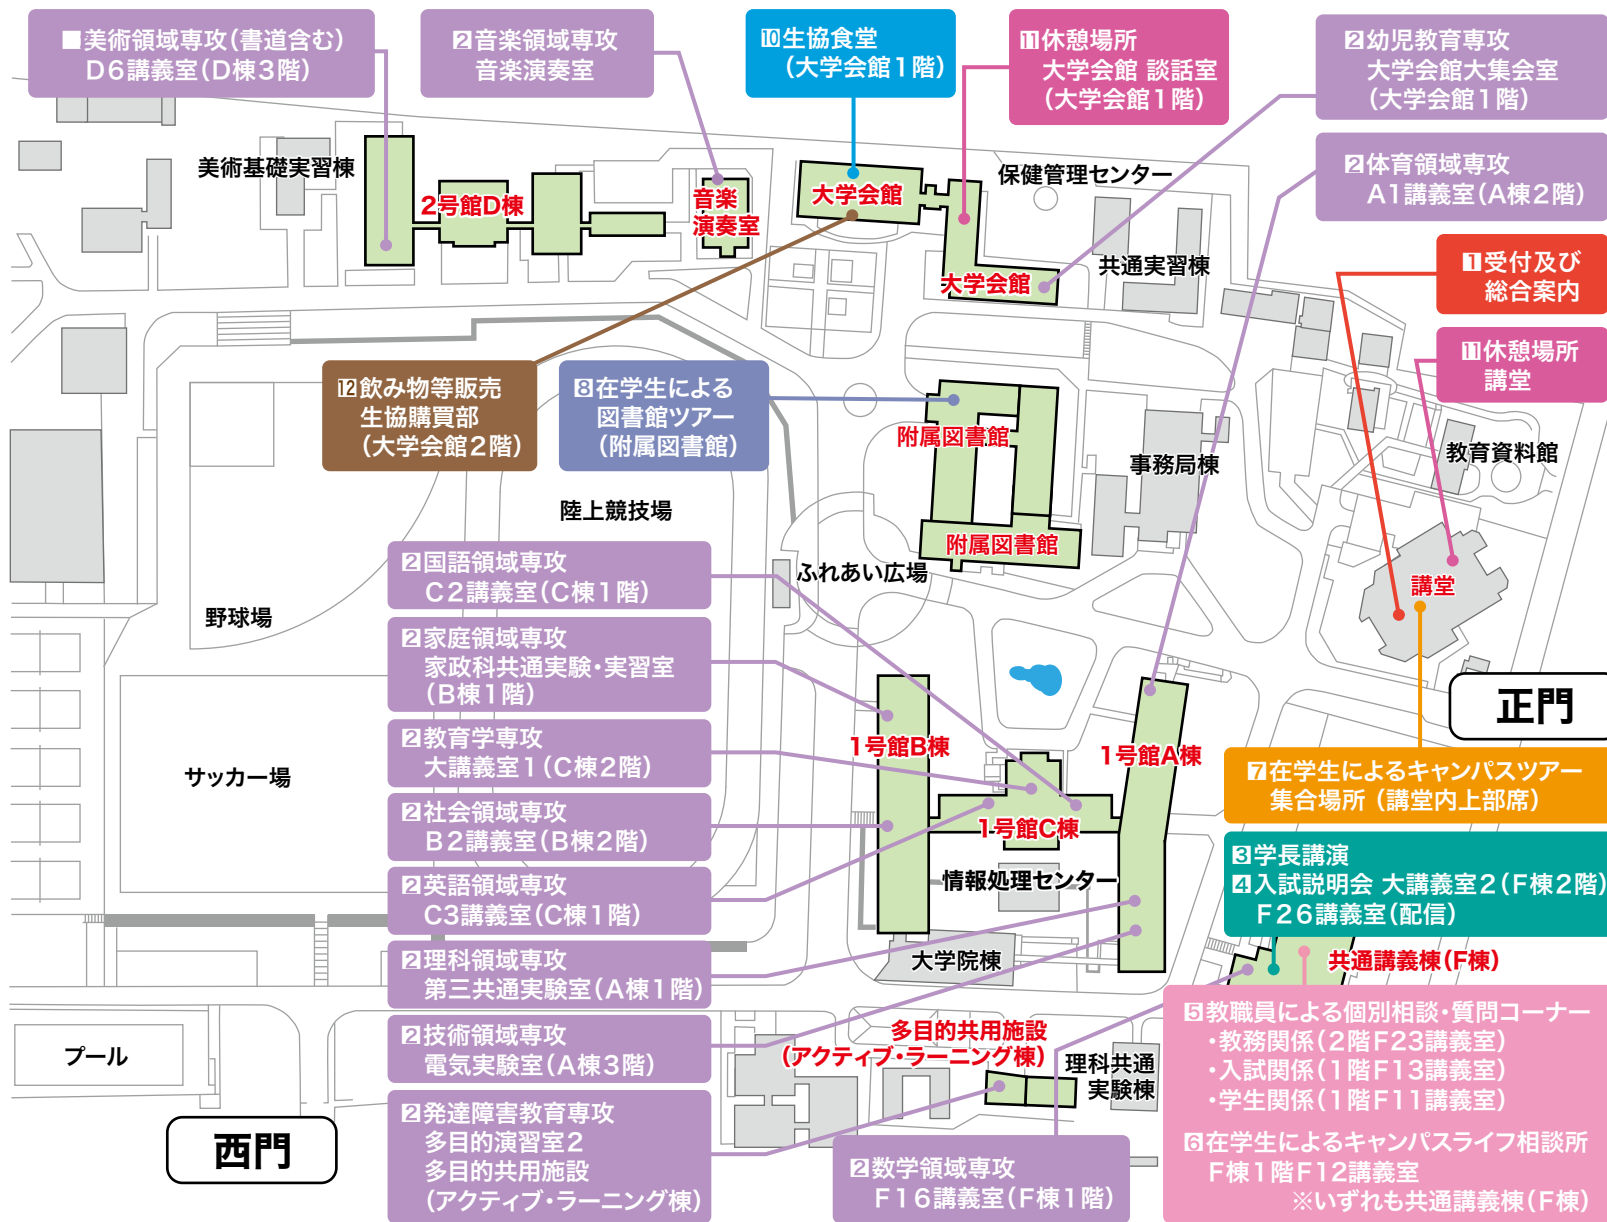 美術領域専攻(書道含む)
D6講義室(D棟3階)
2音楽領域専攻
音楽演奏室
10生協食堂
(大学会館1階)
11休憩場所
大学会館 談話室
(大学会館1階)
2幼児教育専攻
大学会館大集会室
(大学会館1階)
2体育領域専攻
A1講義室(A棟2階)
1受付及び
総合案内
11休憩場所
講堂
美術基礎実習棟
2号館D棟
音楽
演奏室
大学会館
保健管理センター
大学会館
共通実習棟
12飲み物等販売
生協購買部
(大学会館2階)
8在学生による
図書館ツアー
(附属図書館)
附属図書館
事務局棟
教育資料館
陸上競技場
附属図書館
ふれあい広場
講堂
野球場
2国語領域専攻
C2講義室(C棟1階)
2家庭領域専攻
家政科共通実験・実習室
(B棟1階)
正門
2教育学専攻
大講義室1(C棟2階)
1号館B棟
1号館A棟
サッカー場
7在学生によるキャンパスツアー
集合場所(講堂内上部席)
2社会領域専攻
B2講義室(B棟2階)
1号館C棟
3学長講演
4入試説明会 大講義室2(F棟2階)
F26講義室(配信)
2英語領域専攻
C3講義室(C棟1階)
情報処理センター
2理科領域専攻
第三共通実験室(A棟1階)
大学院棟
共通講義棟(F棟)
2技術領域専攻
電気実験室(A棟3階)
多目的共用施設
(アクティブ・ラーニング棟)
理科共通
実験棟
プール
5教職員による個別相談・質問コーナー
・教務関係(2階F23講義室)
・入試関係(1階F13講義室)
・学生関係(1階F11講義室)
6在学生によるキャンパスライフ相談所
F棟1階F12講義室
※いずれも共通講義棟(F棟)
西門
2発達障害教育専攻
多目的演習室2
多目的共用施設
(アクティブ・ラーニング棟)
2数学領域専攻
F16講義室(F棟1階)